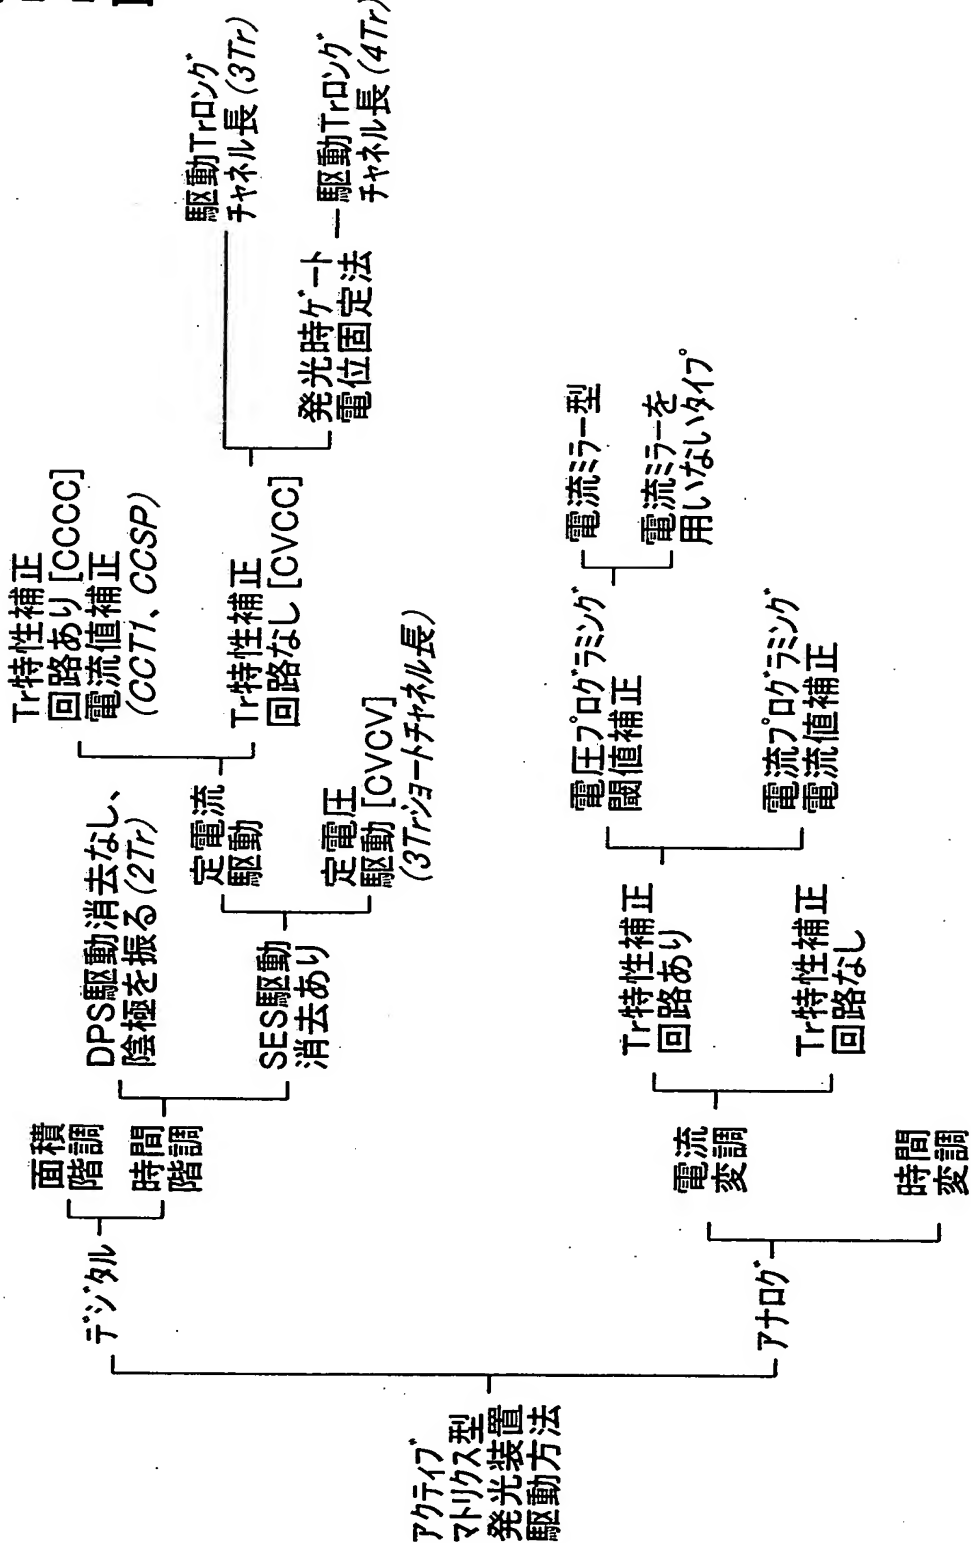 アクティブ
マトリクス型
発光装置
駆動方法
デジタル
面積
階調
時間
階調
DPS駆動消去なし、
陰極を振る(2Tr)
SES駆動
消去あり
定電流
駆動
Tr特性補正
回路あり[CCCC]
電流値補正
(CCT1、CCSP)
Tr特性補正
回路なし[CVCC]
駆動Trロング
チャネル長(3Tr)
発光時ゲート
電位固定法
駆動Trロング
チャネル長(4Tr)
定電圧
駆動[CVCV]
(3Trショートチャネル長)
アナログ
電流
変調
Tr特性補正
回路あり
電圧プログラミング
閾値補正
電流ミラー型
電流ミラーを
用いないタイプ
電流プログラミング
電流値補正
Tr特性補正
回路なし
時間
変調